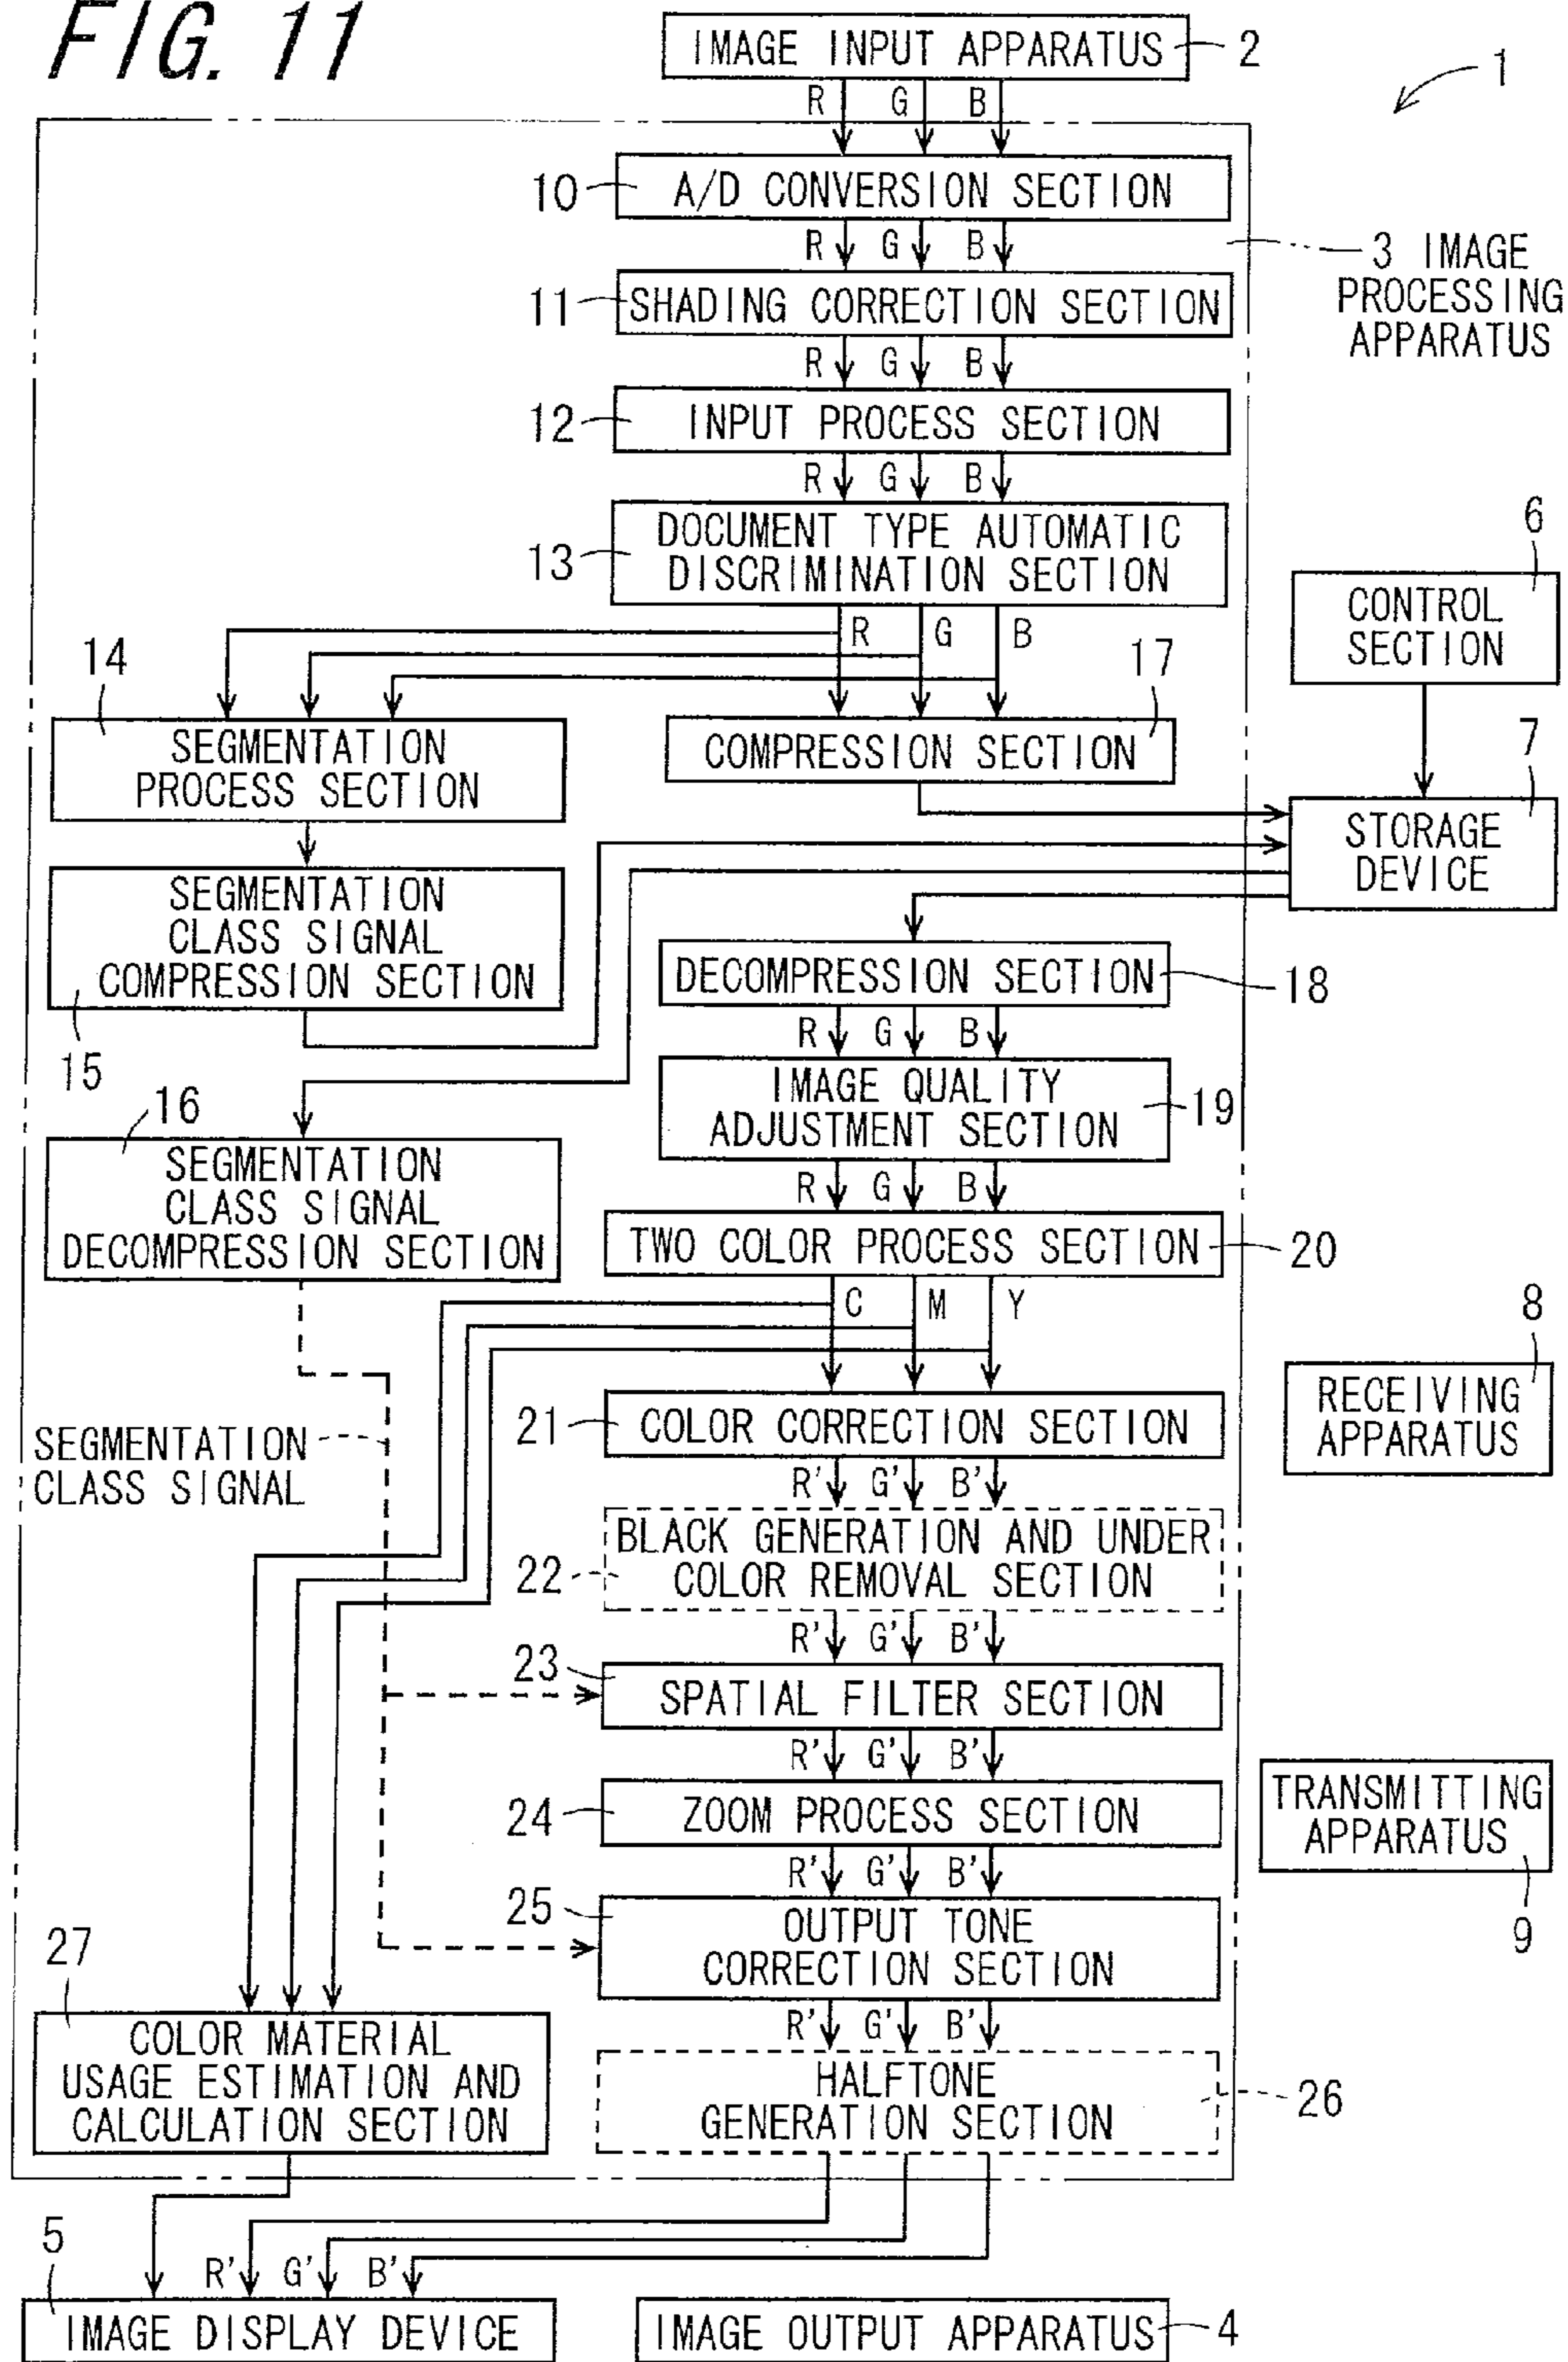 FIG. 11
IMAGE INPUT APPARATUS 2
1
R G B
10 A/D CONVERSION SECTION
R G B
3 IMAGE
PROCESSING
APPARATUS
11 SHADING CORRECTION SECTION
R G B
12 INPUT PROCESS SECTION
R G B
13 DOCUMENT TYPE AUTOMATIC
DISCRIMINATION SECTION
R G B
6
CONTROL
SECTION
14
SEGMENTATION
PROCESS SECTION
17
COMPRESSION SECTION
7
STORAGE
DEVICE
SEGMENTATION
CLASS SIGNAL
COMPRESSION SECTION
15
DECOMPRESSION SECTION 18
R G B
IMAGE QUALITY
ADJUSTMENT SECTION
19
16
SEGMENTATION
CLASS SIGNAL
DECOMPRESSION SECTION
R G B
TWO COLOR PROCESS SECTION 20
C M Y
8
RECEIVING
APPARATUS
21 COLOR CORRECTION SECTION
SEGMENTATION
CLASS SIGNAL
R' G' B'
22
BLACK GENERATION AND UNDER
COLOR REMOVAL SECTION
R' G' B'
23
SPATIAL FILTER SECTION
R' G' B'
24 ZOOM PROCESS SECTION
TRANSMITTING
APPARATUS
9
R' G' B'
25
OUTPUT TONE
CORRECTION SECTION
R' G' B'
27
COLOR MATERIAL
USAGE ESTIMATION AND
CALCULATION SECTION
HALFTONE
GENERATION SECTION
26
5
R' G' B'
IMAGE DISPLAY DEVICE
IMAGE OUTPUT APPARATUS 4